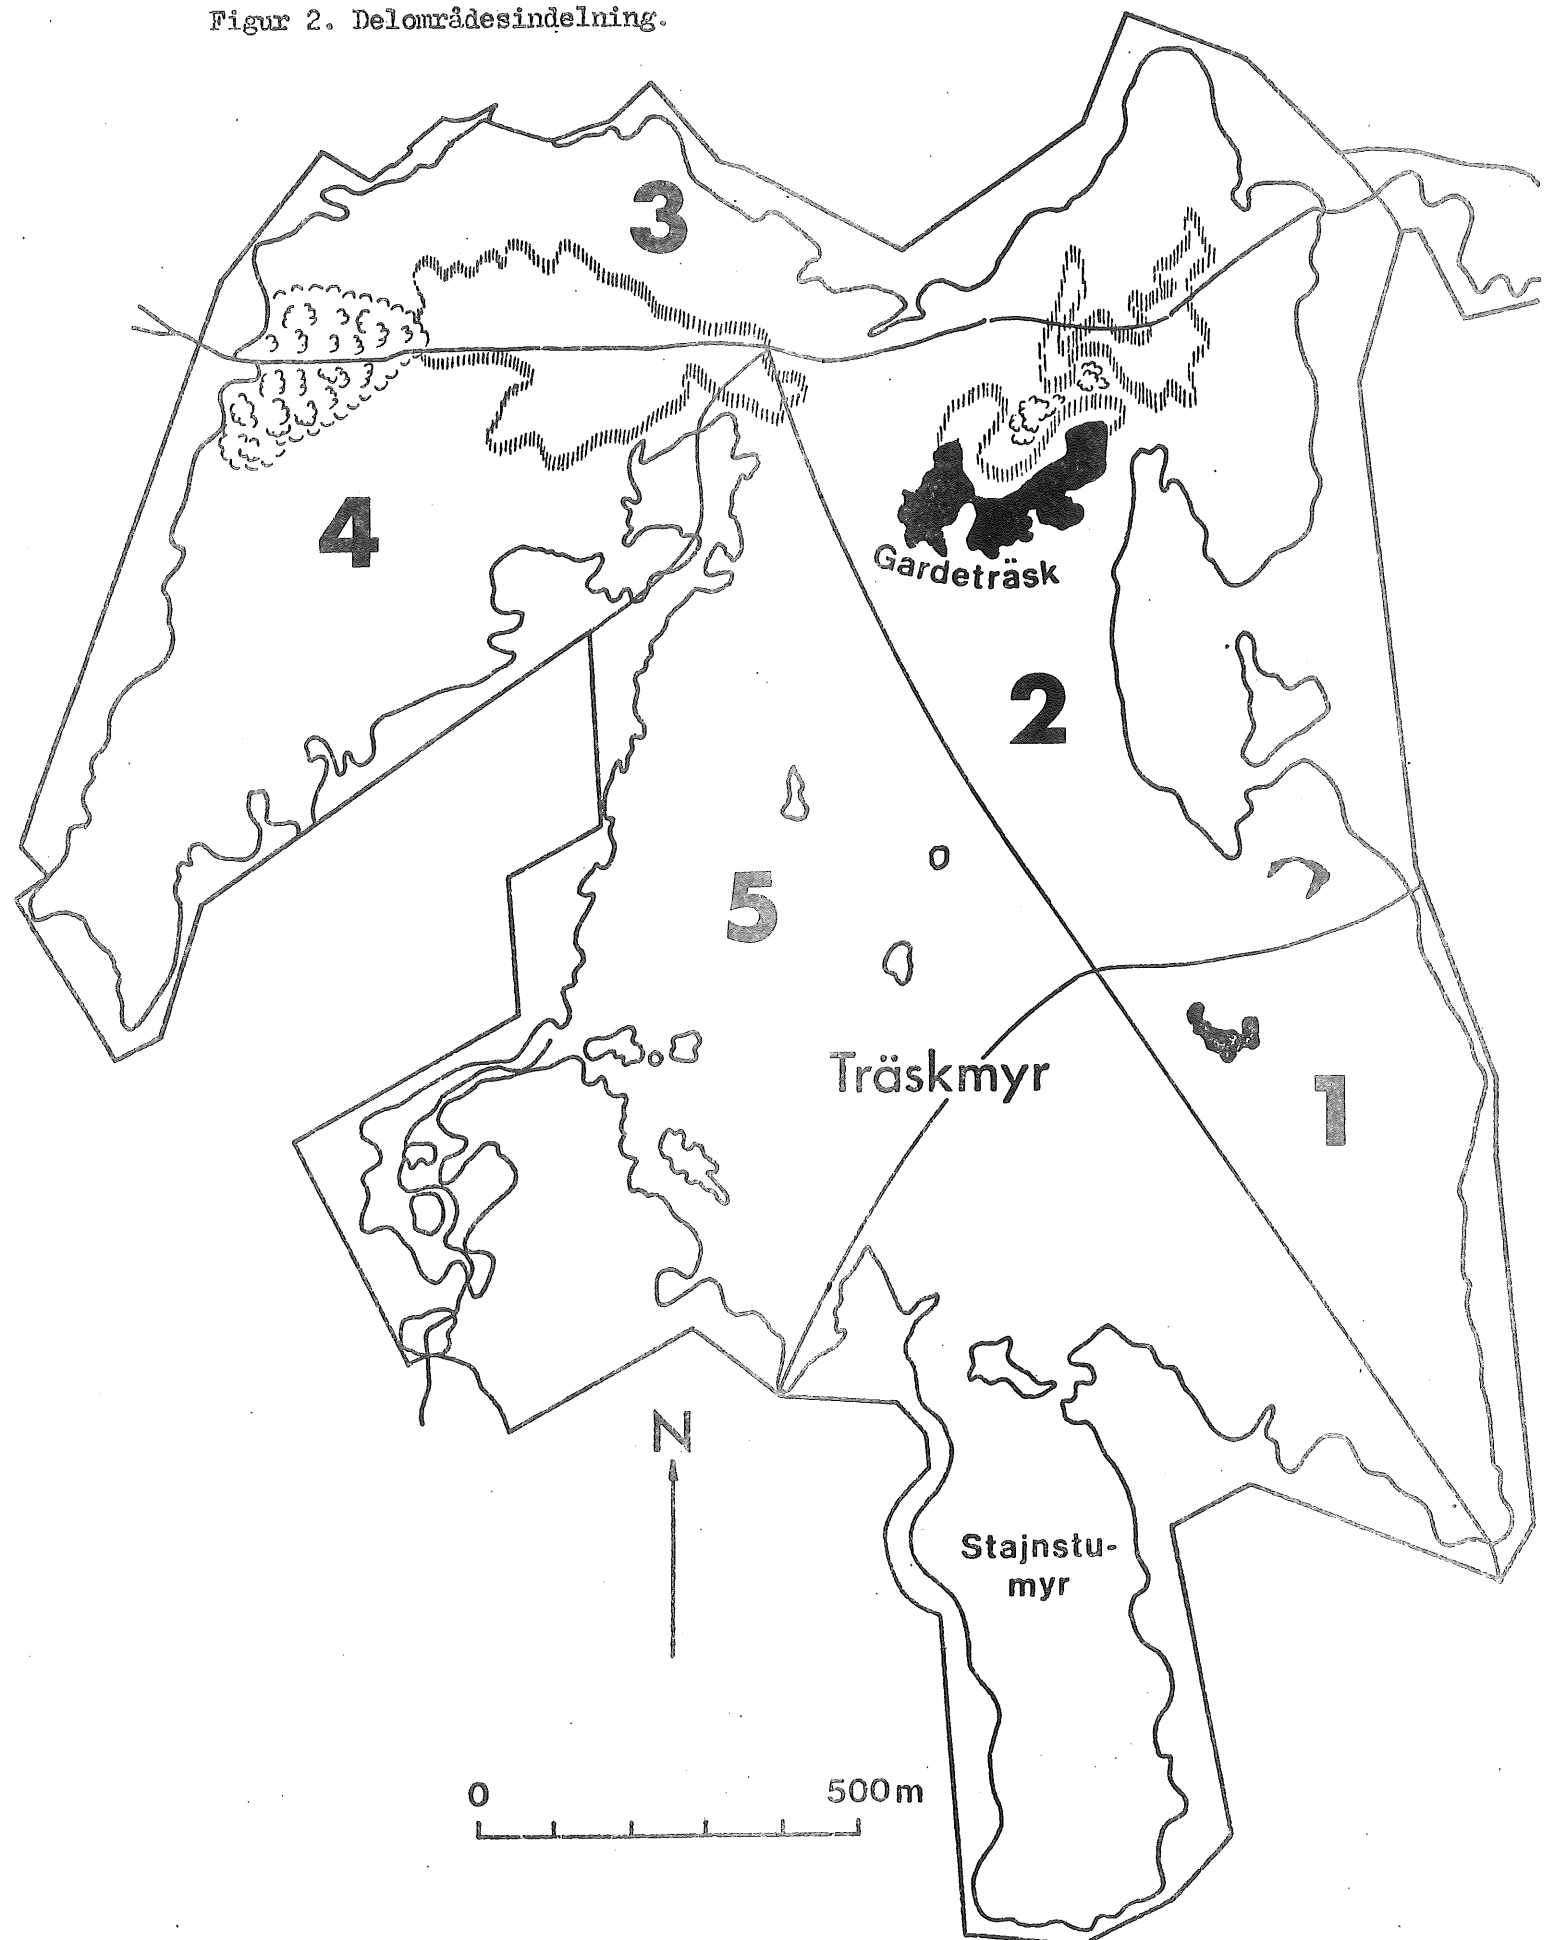 Figur 2. Delområdesindelning.
3
4
Gardeträsk
2
5
Träskmyr
1
N
Stajnstu-
myr
0 500m